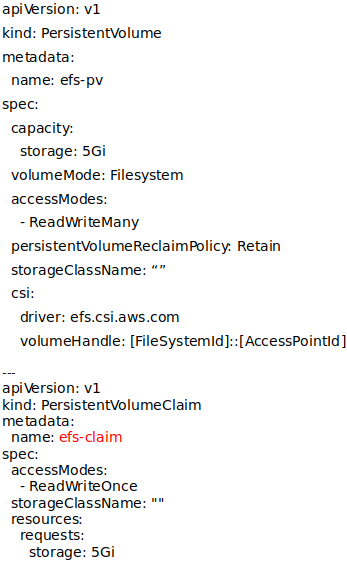 apiVersion: v1
kind: PersistentVolume
metadata:
  name: efs-pv
spec:
  capacity:
    storage: 5Gi
  volumeMode: Filesystem
  accessModes:
    - ReadWriteMany
  persistentVolumeReclaimPolicy: Retain
  storageClassName: “”
  csi:
    driver: efs.csi.aws.com
    volumeHandle: [FileSystemId]::[AccessPointId]
---
apiVersion: v1
kind: PersistentVolumeClaim
metadata:
  name: efs-claim
spec:
  accessModes:
    - ReadWriteOnce
  storageClassName: ""
  resources:
    requests:
      storage: 5Gi